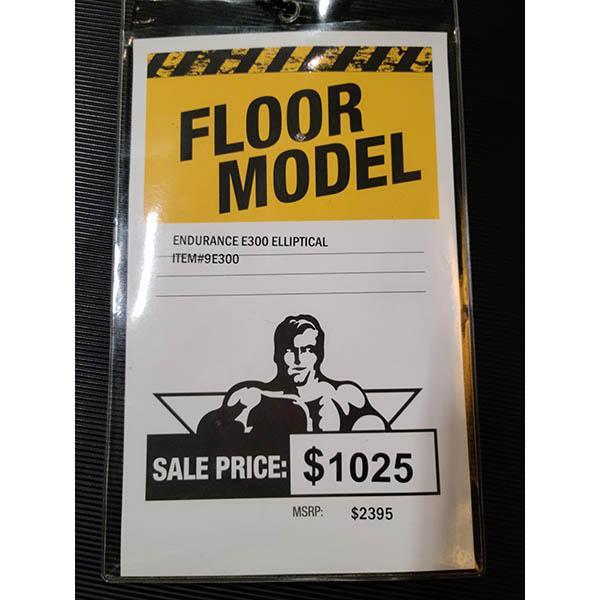 FLOOR
MODEL
ENDURANCE E300 ELLIPTICAL
ITEM#9E300
SALE PRICE: $1025
MSRP: $2395